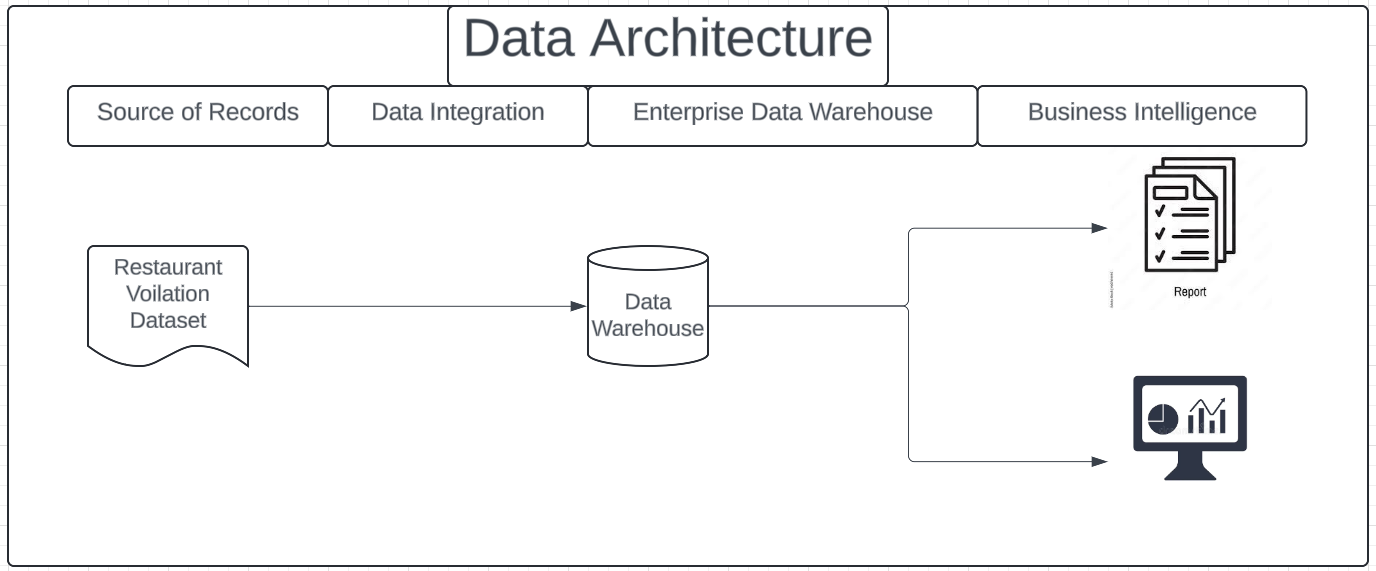 Data Architecture
Source of Records
Data Integration
Enterprise Data Warehouse
Business Intelligence
Restaurant
Voilation
Dataset
Data
Warehouse
Report